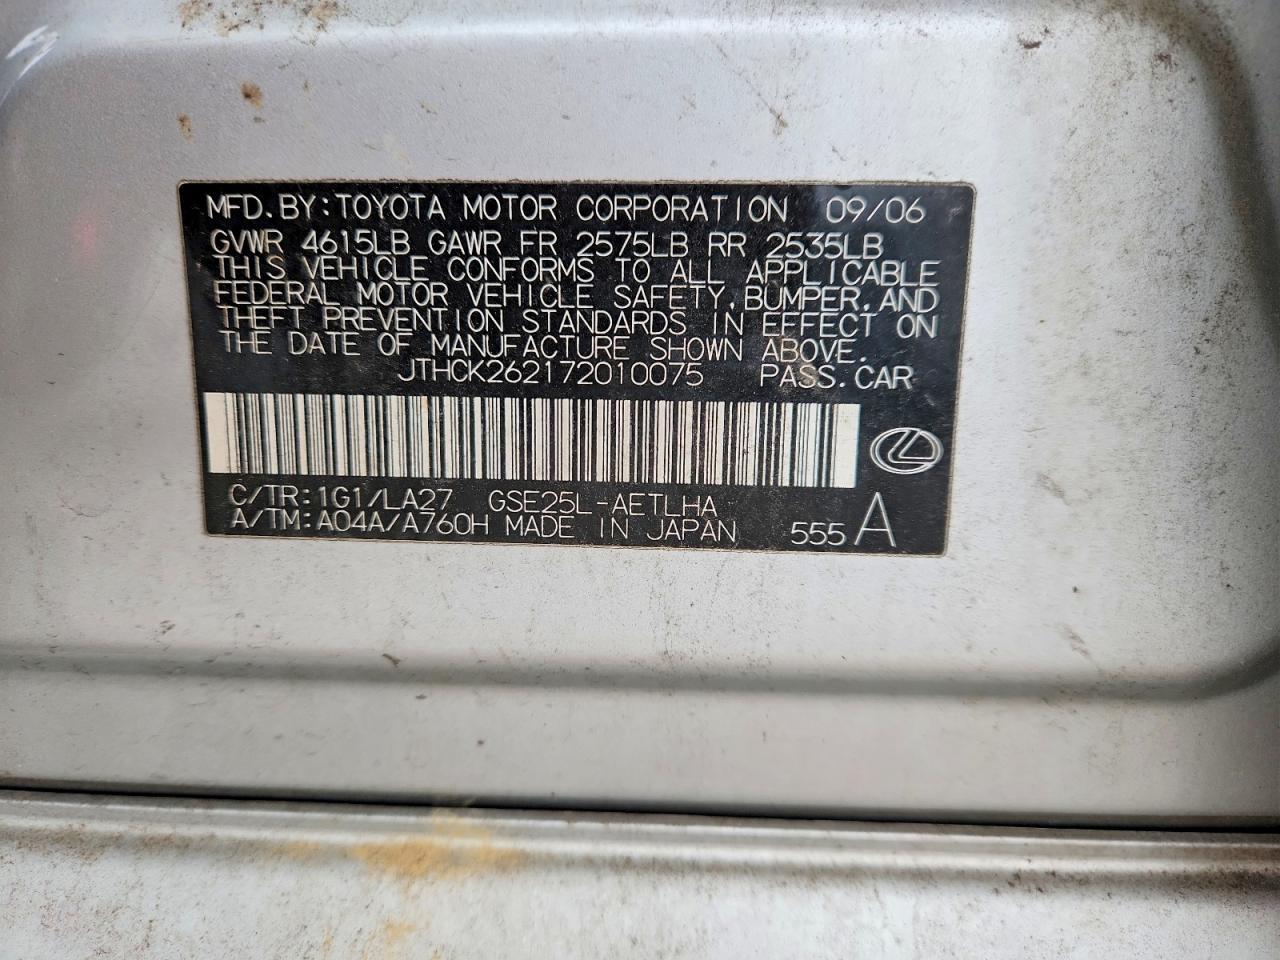 MFD.BY:TOYOTA MOTOR CORPORATION 09/06
GVWR 4615LB GAWR FR 2575LB RR 2535LB
THIS VEHICLE CONFORMS TO ALL APPLICABLE
FEDERAL MOTOR VEHICLE SAFETY,BUMPER,AND
THEFT PREVENTION STANDARDS IN EFFECT ON
THE DATE OF MANUFACTURE SHOWN ABOVE.
JTHCK262172010075 PASS.CAR
C/TR:1G1/LA27 GSE25L-AETLHA
A/TM:A04A/A760H MADE IN JAPAN 555 A